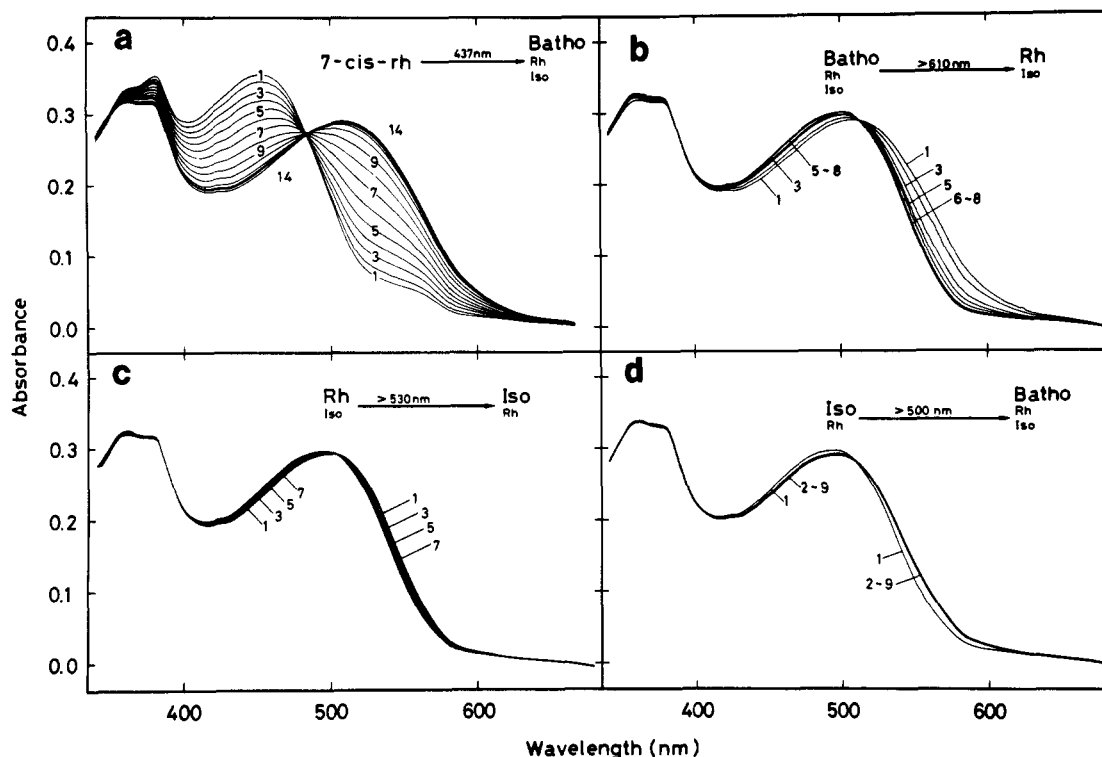 a
7-cis-rh 437nm Batho
Rh
Iso
1
3
5
7
9
14
14
9
7
5
3
1
b
Batho >610nm Rh
Rh
Iso
5~8
3
1
1
3
5
6~8
0.4
0.3
0.2
0.1
0.0
c
Rh >530nm Iso
Iso Rh
7
5
3
1
1
3
5
7
d
Iso >500 nm Batho
Rh Rh
Iso
2~9
1
1
2~9
0.4
0.3
0.2
0.1
0.0
400 500 600 400 500 600
Absorbance
Wavelength (nm)